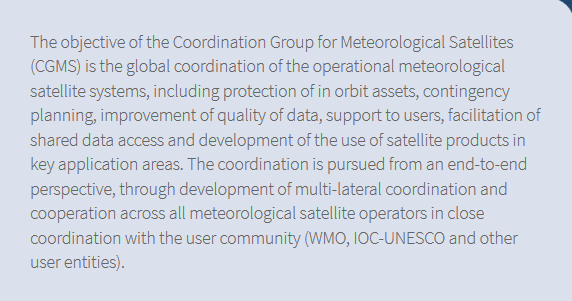 The objective of the Coordination Group for Meteorological Satellites
(CGMS) is the global coordination of the operational meteorological
satellite systems, including protection of in orbit assets, contingency
planning, improvement of quality of data, support to users, facilitation of
shared data access and development of the use of satellite products in
key application areas. The coordination is pursued from an end-to-end
perspective, through development of multi-lateral coordination and
cooperation across all meteorological satellite operators in close
coordination with the user community (WMO, IOC-UNESCO and other
user entities).